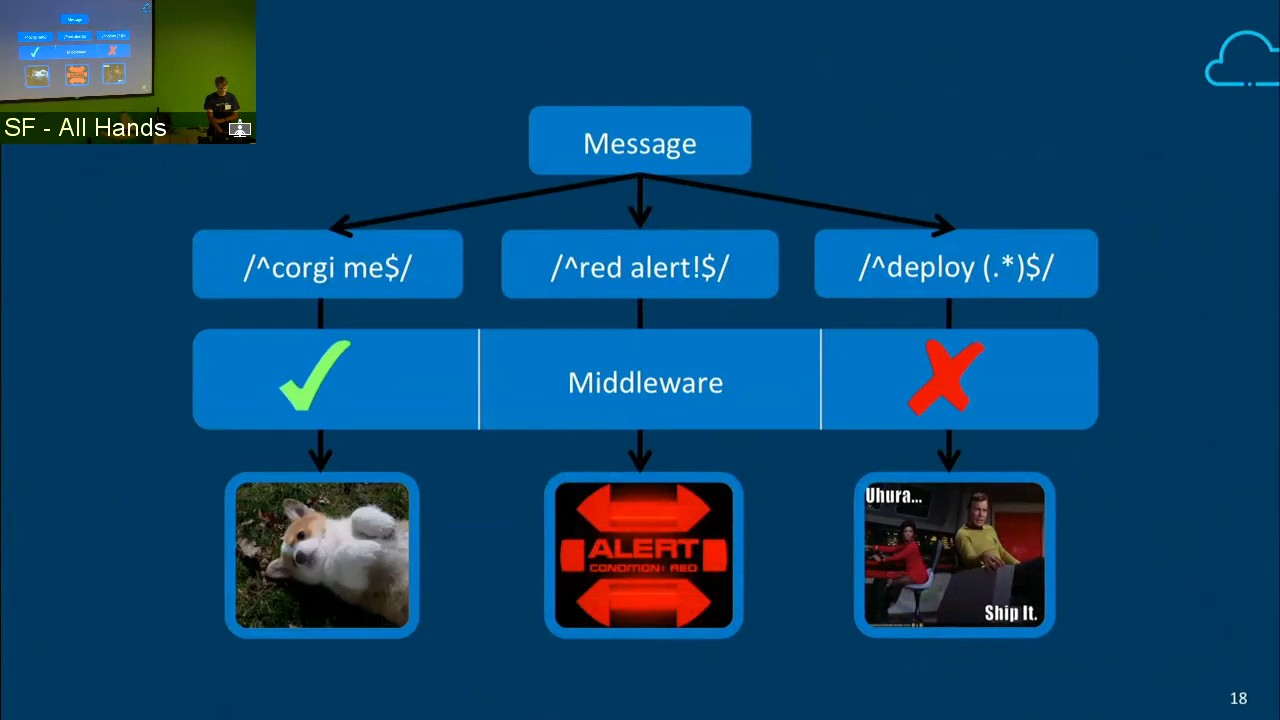 SF - All Hands
Message
/^corgi me$/
/^red alert!$/
/^deploy (.*)$/
Middleware
ALERT
CONDITION: RED
Uhura...
Ship It.
18